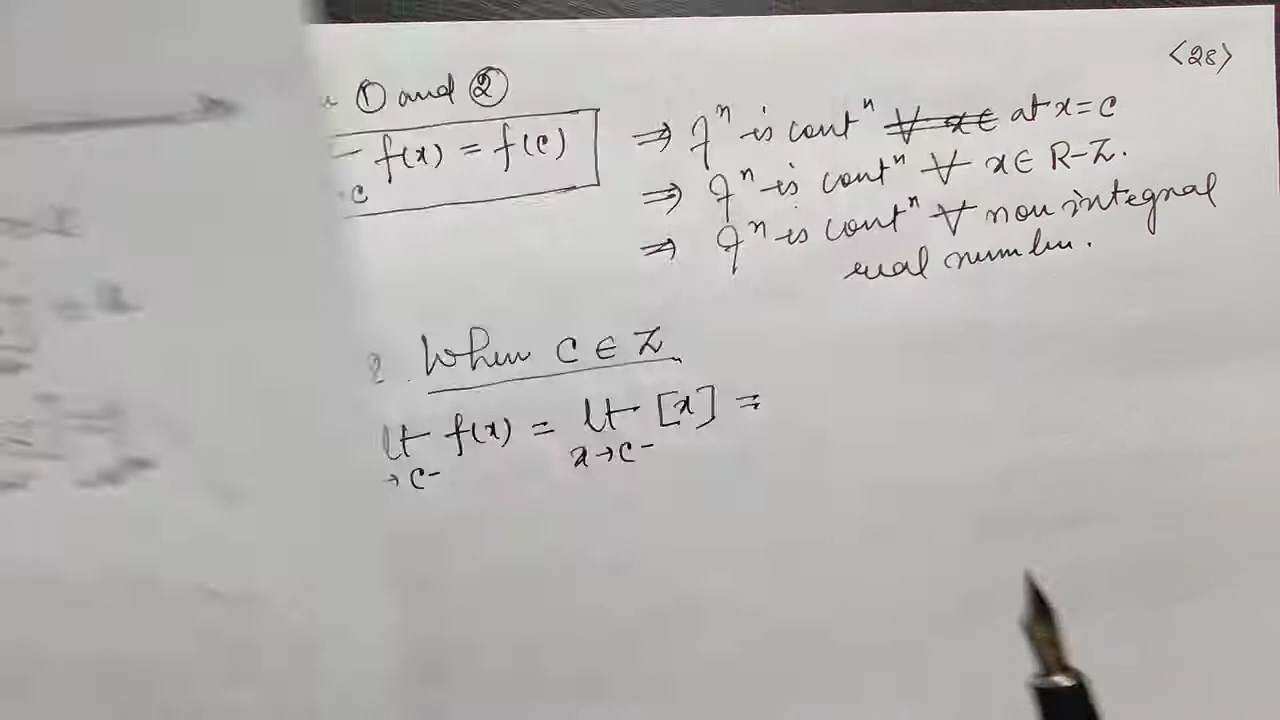 <28>
① and ②
f(x) = f(c)
c
⇒ fⁿ is contⁿ ∀ x ∈ at x = c
⇒ fⁿ is contⁿ ∀ x ∈ R-Z.
⇒ fⁿ is contⁿ ∀ non integral
real number.
2. When C ∈ Z
lt f(x) = lt [x] =
→ c- x → c-